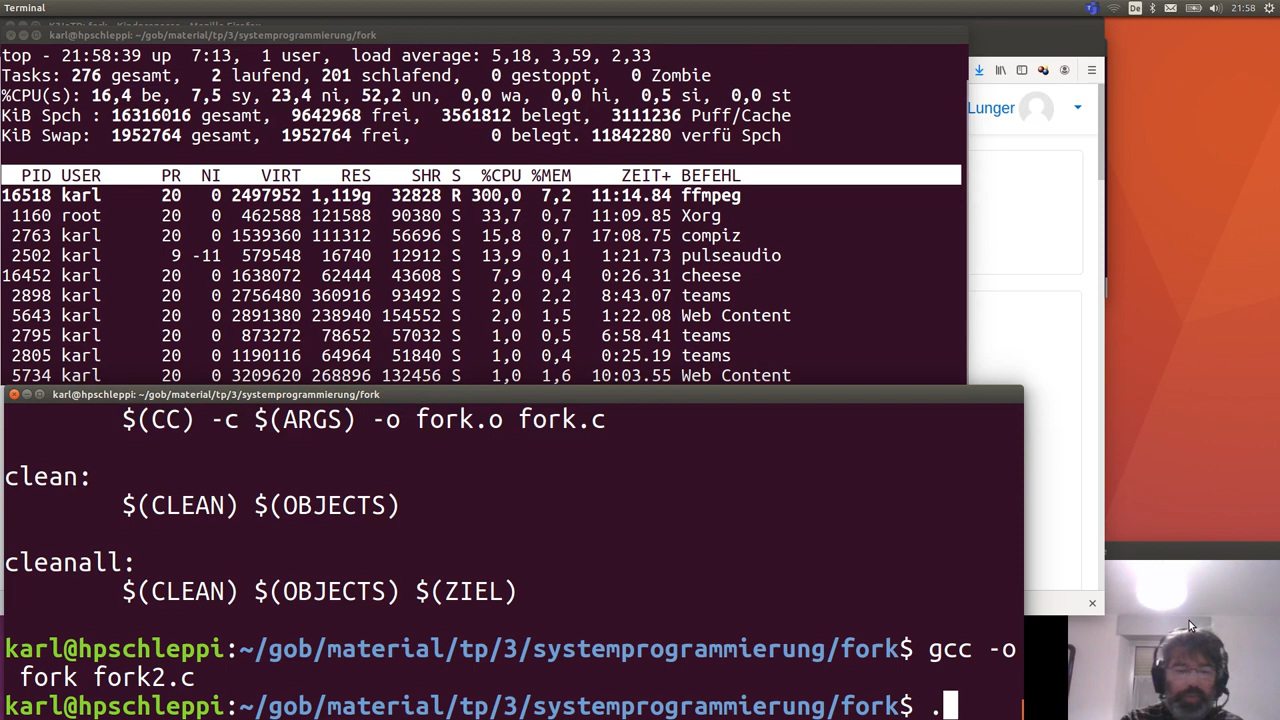 Terminal
De
21:58
karl@hpschleppi: ~/gob/material/tp/3/systemprogrammierung/fork
top - 21:58:39 up  7:13,  1 user,  load average: 5,18, 3,59, 2,33
Tasks: 276 gesamt,   2 laufend, 201 schlafend,   0 gestoppt,   0 Zombie
%CPU(s): 16,4 be,  7,5 sy, 23,4 ni, 52,2 un,  0,0 wa,  0,0 hi,  0,5 si,  0,0 st
KiB Spch : 16316016 gesamt,  9642968 frei,  3561812 belegt,  3111236 Puff/Cache
KiB Swap:  1952764 gesamt,  1952764 frei,        0 belegt. 11842280 verfü Spch
PID USER PR NI VIRT RES SHR S %CPU %MEM ZEIT+ BEFEHL
16518 karl 20 0 2497952 1,119g 32828 R 300,0 7,2 11:14.84 ffmpeg
1160 root 20 0 462588 121588 90380 S 33,7 0,7 11:09.85 Xorg
2763 karl 20 0 1539360 111312 56696 S 15,8 0,7 17:08.75 compiz
2502 karl 9 -11 579548 16740 12912 S 13,9 0,1 1:21.73 pulseaudio
16452 karl 20 0 1638072 62444 43608 S 7,9 0,4 0:26.31 cheese
2898 karl 20 0 2756480 360916 93492 S 2,0 2,2 8:43.07 teams
5643 karl 20 0 2891380 238940 154552 S 2,0 1,5 1:22.08 Web Content
2795 karl 20 0 873272 78652 57032 S 1,0 0,5 6:58.41 teams
2805 karl 20 0 1190116 64964 51840 S 1,0 0,4 0:25.19 teams
5734 karl 20 0 3209620 268896 132456 S 1,0 1,6 10:03.55 Web Content
Lunger
karl@hpschleppi: ~/gob/material/tp/3/systemprogrammierung/fork
$(CC) -c $(ARGS) -o fork.o fork.c
clean:
$(CLEAN) $(OBJECTS)
cleanall:
$(CLEAN) $(OBJECTS) $(ZIEL)
karl@hpschleppi:~/gob/material/tp/3/systemprogrammierung/fork$ gcc -o
fork fork2.c
karl@hpschleppi:~/gob/material/tp/3/systemprogrammierung/fork$ .